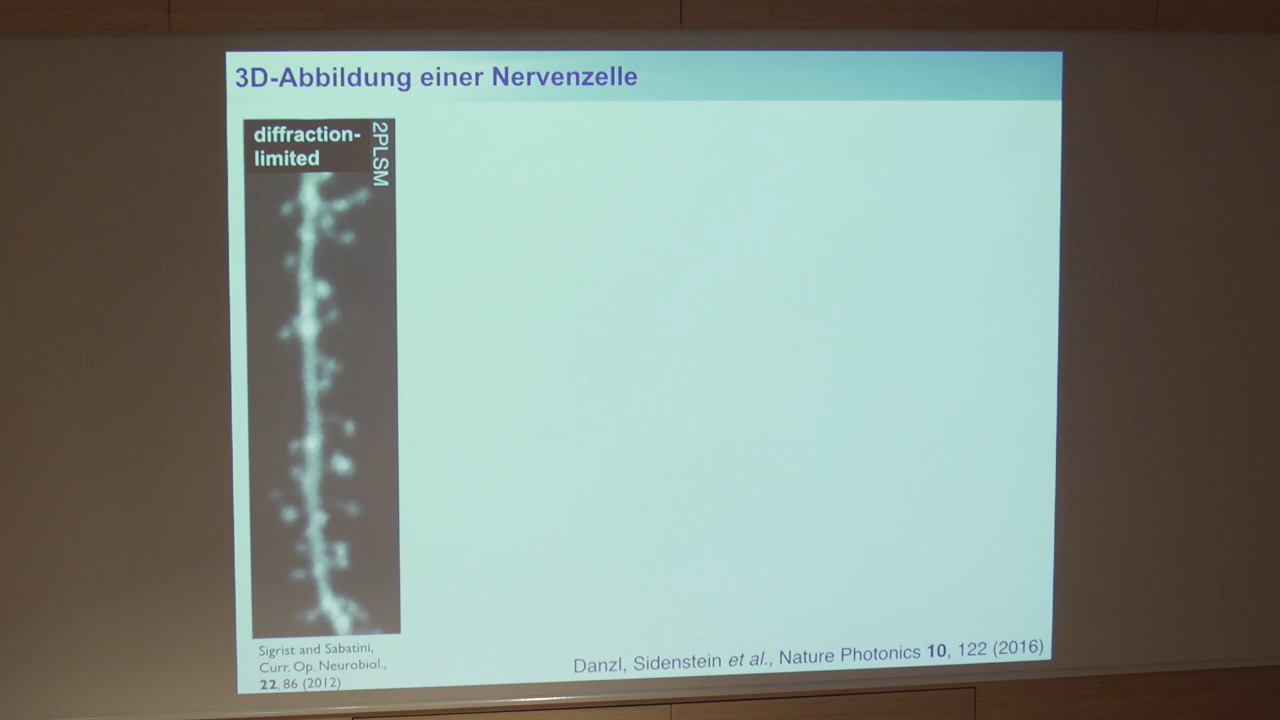 3D-Abbildung einer Nervenzelle
diffraction-
limited
2PLSM
Sigrist and Sabatini,
Curr. Op. Neurobiol.,
22, 86 (2012)
Danzl, Sidenstein et al., Nature Photonics 10, 122 (2016)